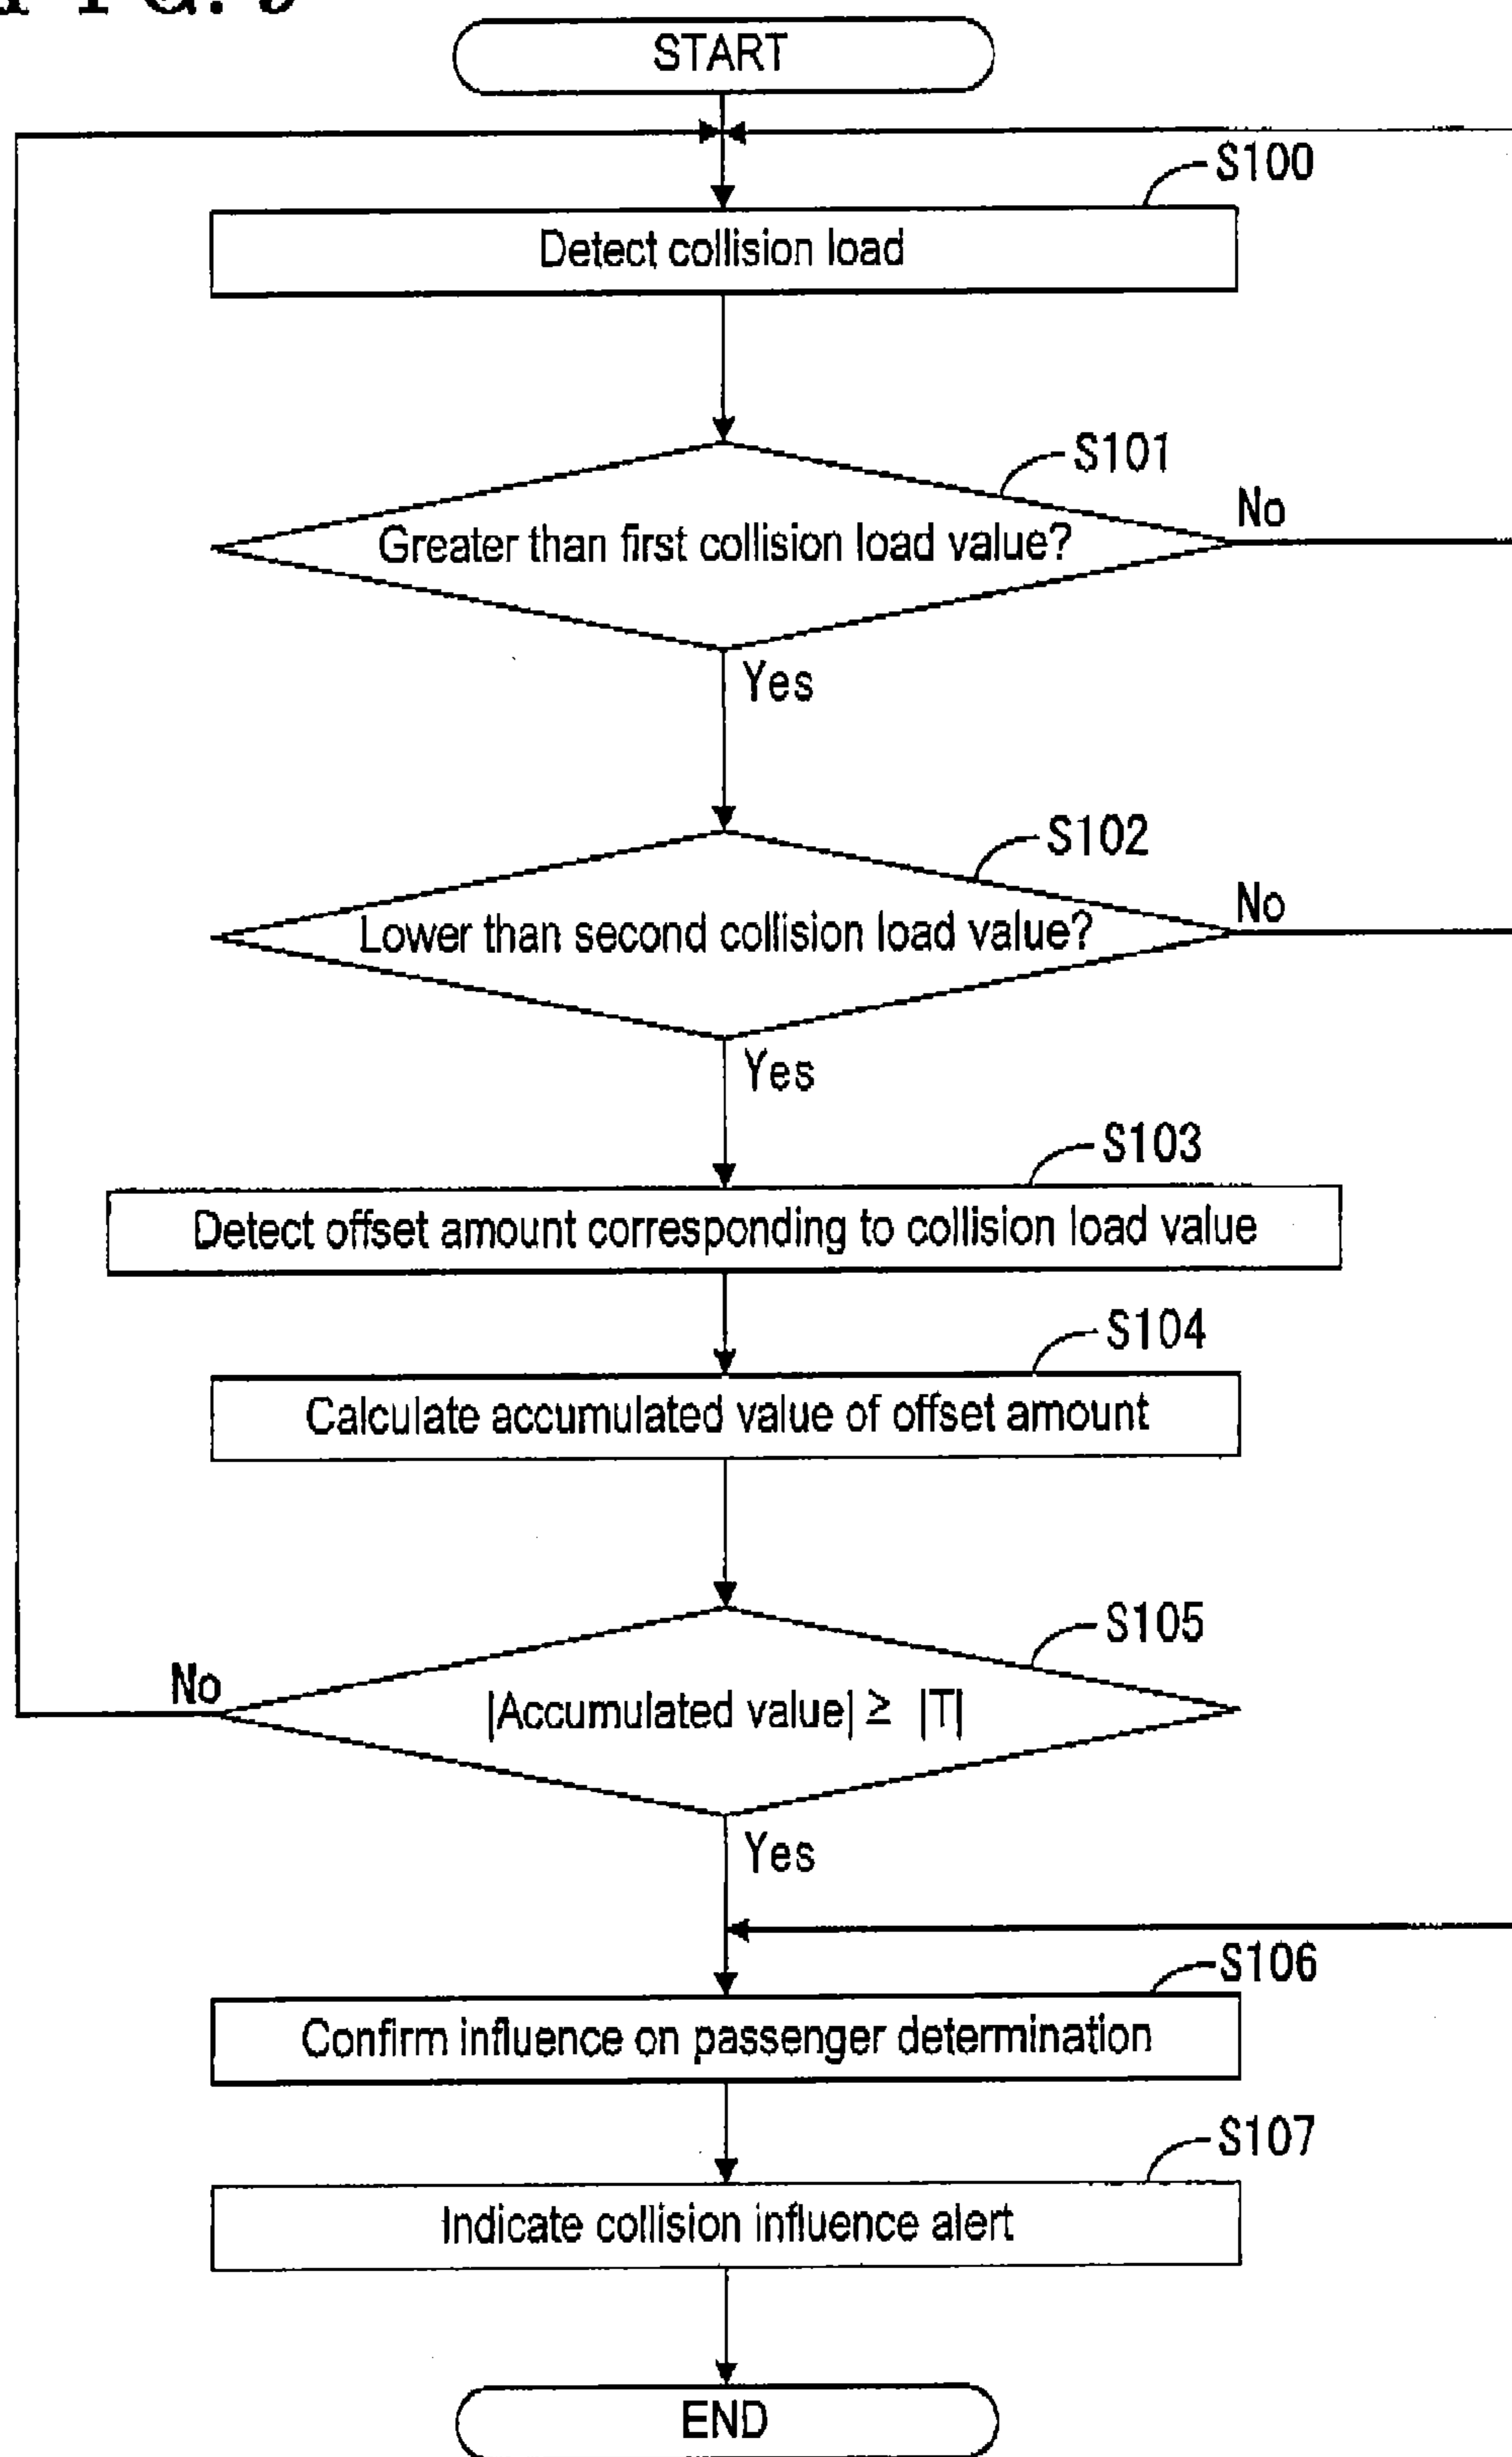 START
S100
Detect collision load
S101
Greater than first collision load value?
No
Yes
S102
Lower than second collision load value?
No
Yes
S103
Detect offset amount corresponding to collision load value
S104
Calculate accumulated value of offset amount
S105
No
|Accumulated value| ≥ |T|
Yes
S106
Confirm influence on passenger determination
S107
Indicate collision influence alert
END